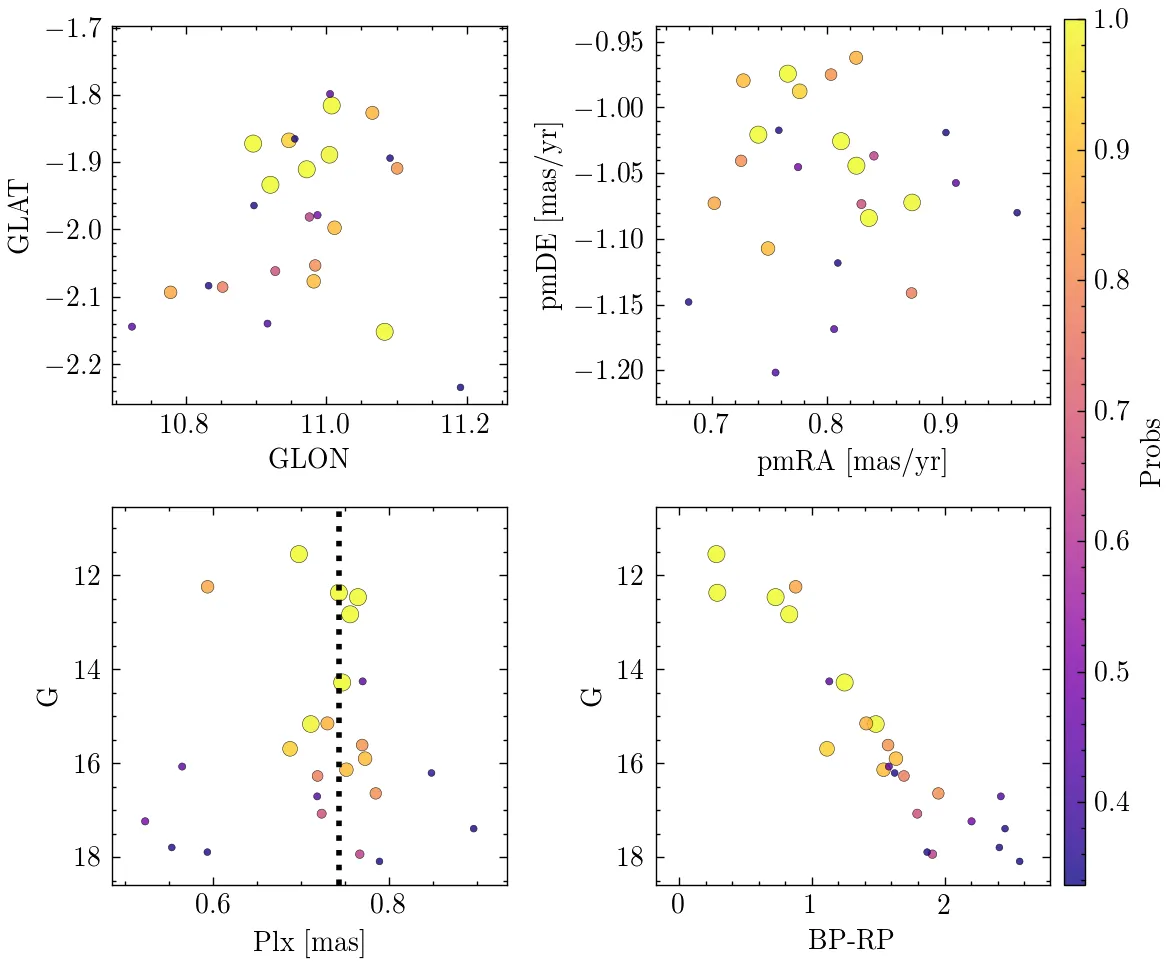 −1.7
−1.8
−1.9
−2.0
−2.1
−2.2
GLAT
10.8 11.0 11.2
GLON
−0.95
−1.00
−1.05
−1.10
−1.15
−1.20
pmDE [mas/yr]
0.7 0.8 0.9
pmRA [mas/yr]
12
14
16
18
G
0.6 0.8
Plx [mas]
12
14
16
18
G
0 1 2
BP-RP
1.0
0.9
0.8
0.7
0.6
0.5
0.4
Probs